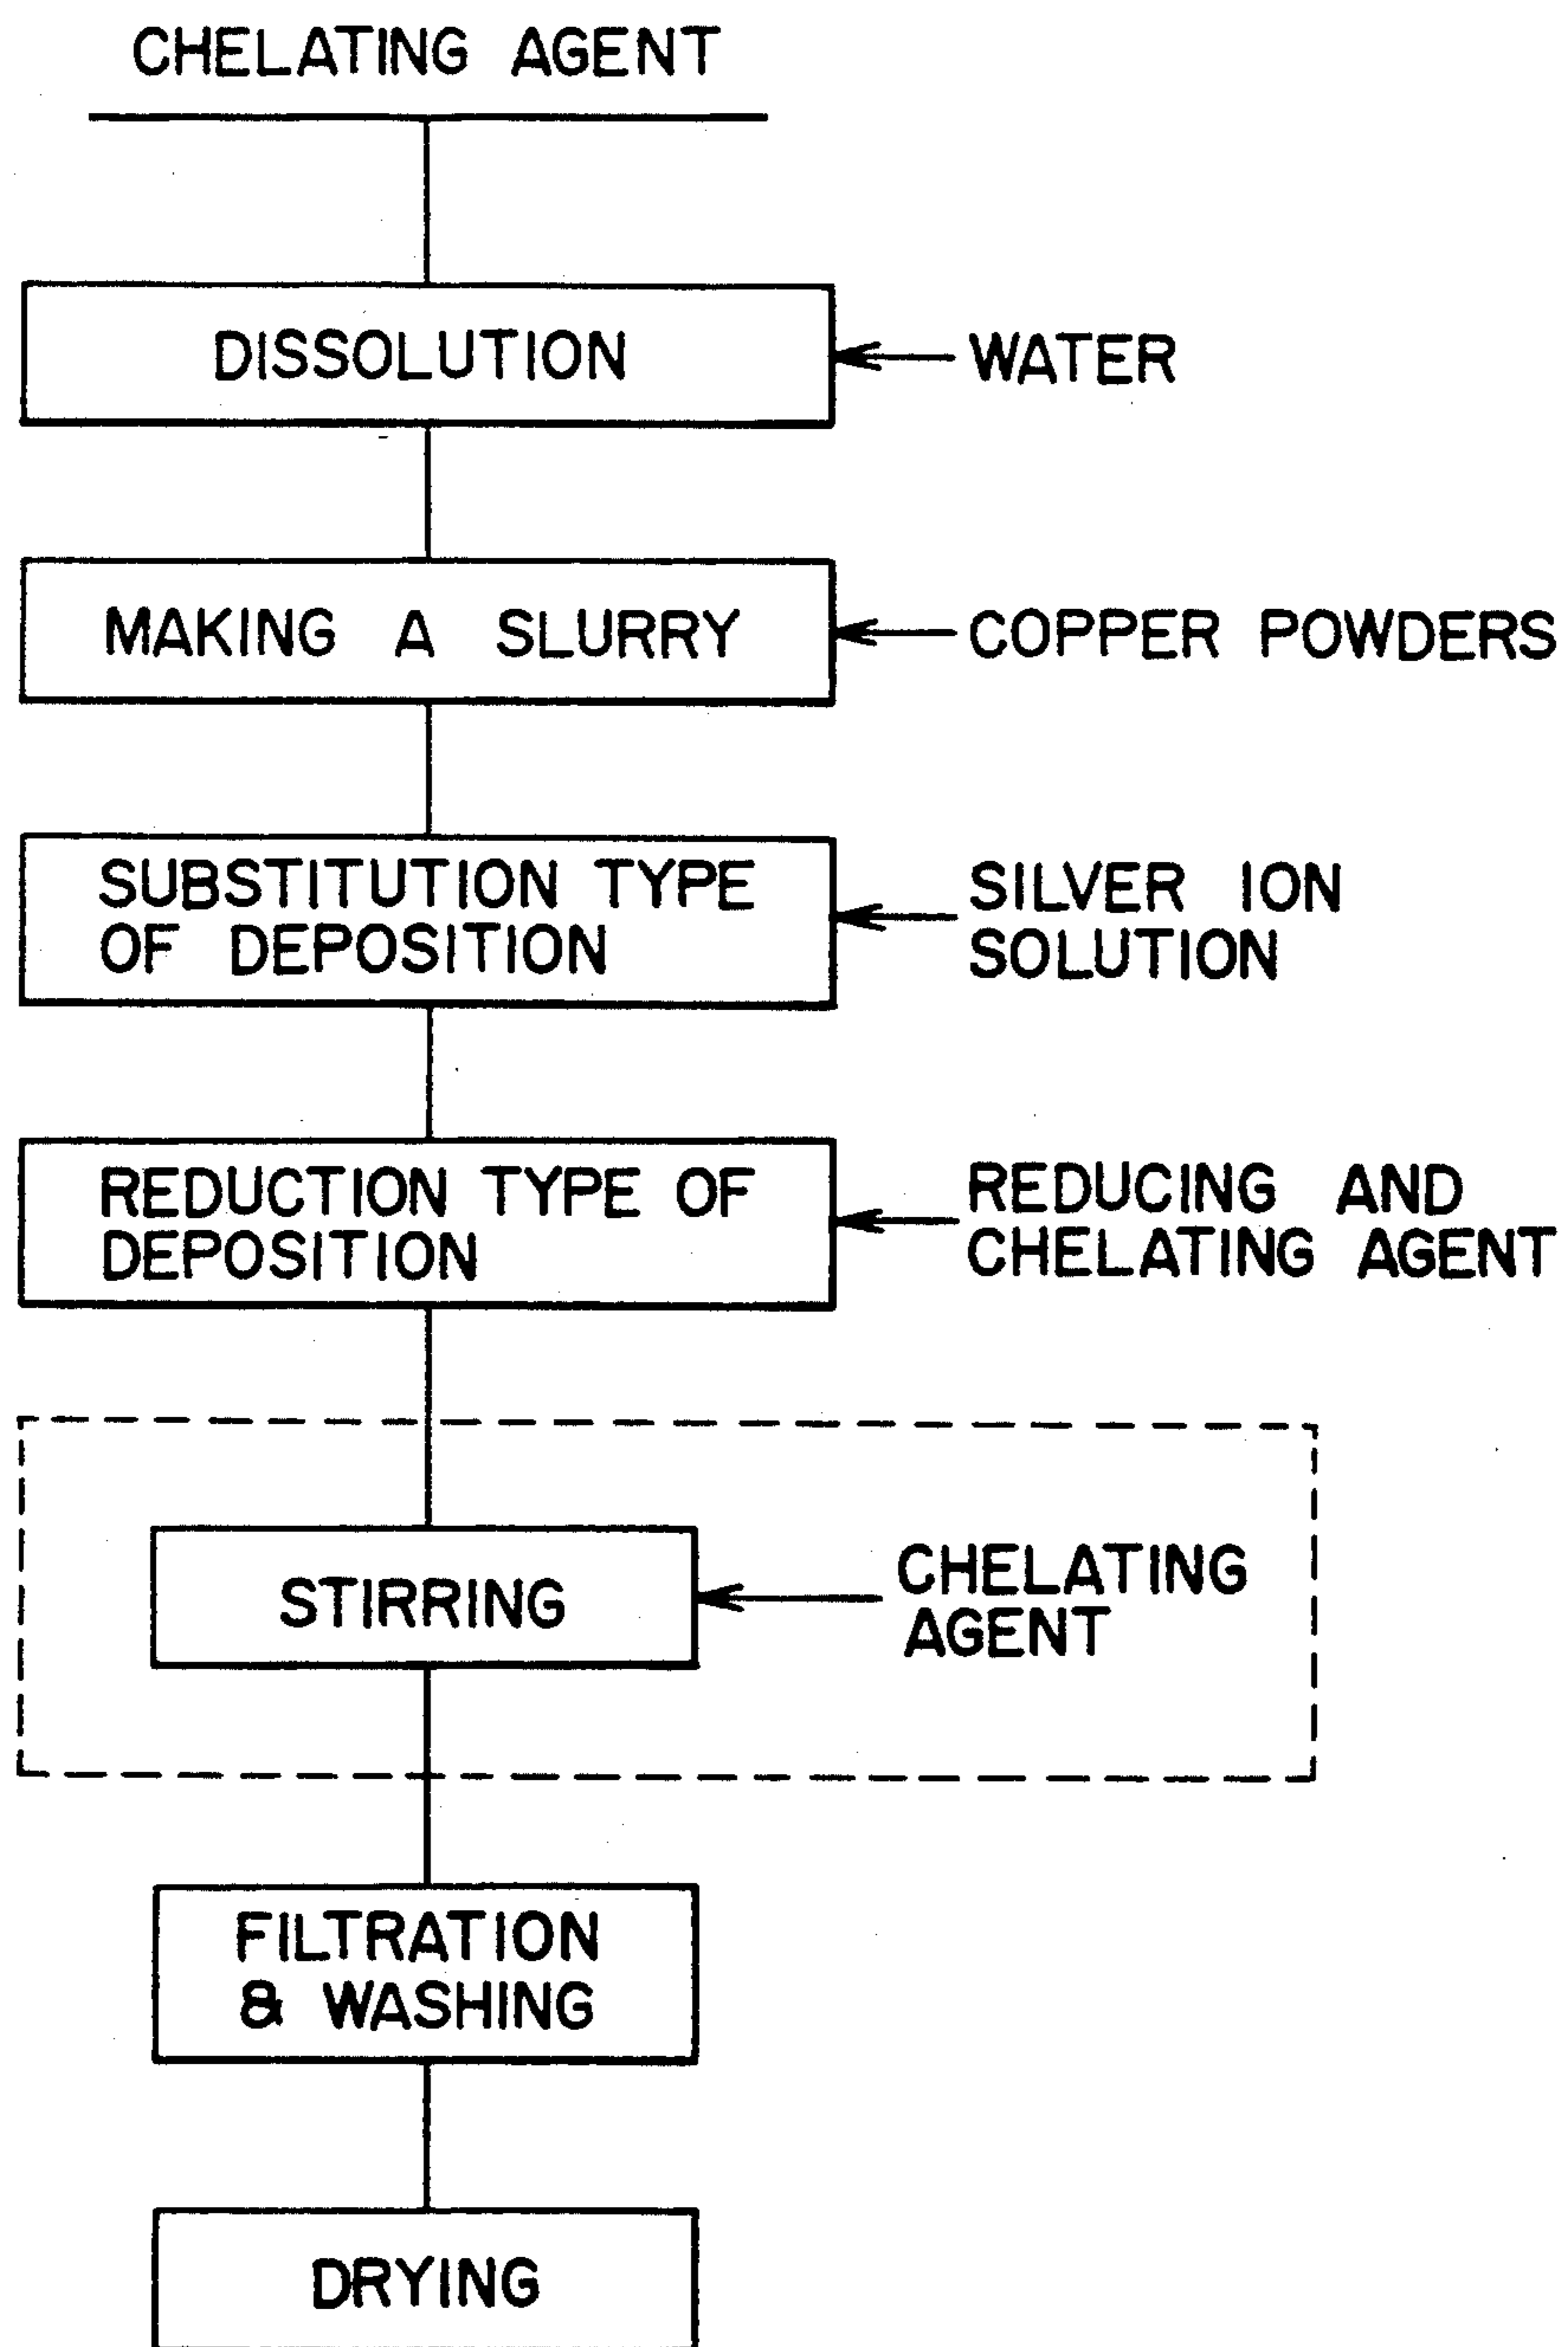 CHELATING AGENT
DISSOLUTION
WATER
MAKING A SLURRY
COPPER POWDERS
SUBSTITUTION TYPE
OF DEPOSITION
SILVER ION
SOLUTION
REDUCTION TYPE OF
DEPOSITION
REDUCING AND
CHELATING AGENT
STIRRING
CHELATING
AGENT
FILTRATION
& WASHING
DRYING